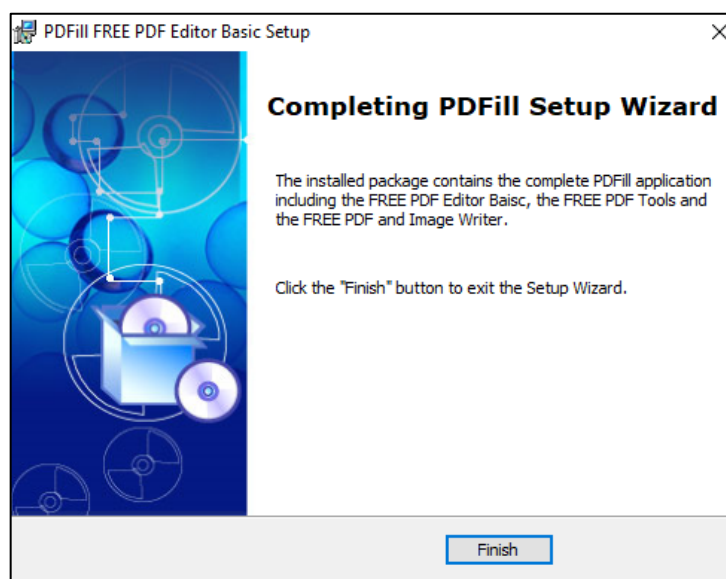 PDFill FREE PDF Editor Basic Setup
Completing PDFill Setup Wizard
The installed package contains the complete PDFill application
including the FREE PDF Editor Baisc, the FREE PDF Tools and
the FREE PDF and Image Writer.
Click the "Finish" button to exit the Setup Wizard.
Finish